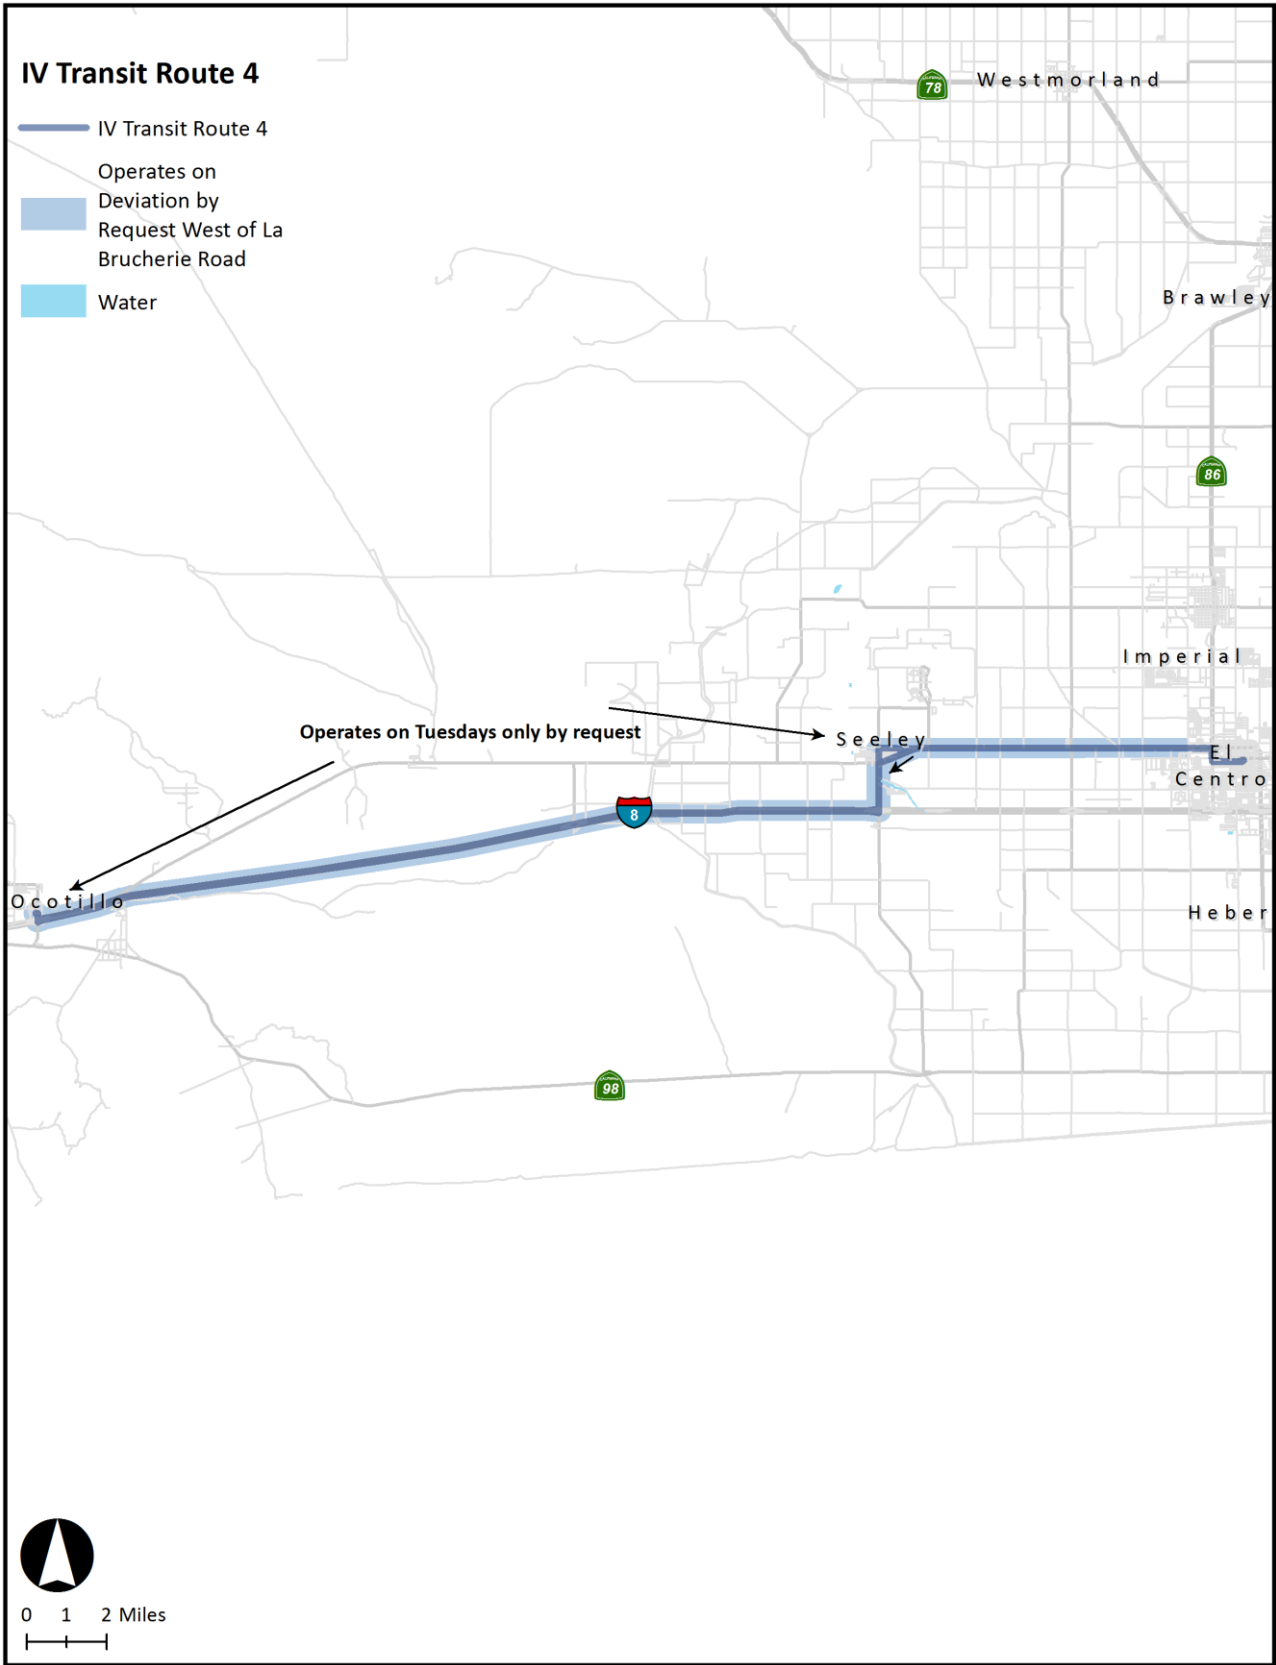 IV Transit Route 4
IV Transit Route 4
Operates on
Deviation by
Request West of La
Brucherie Road
Water
78
Westmorland
Brawley
86
Imperial
Operates on Tuesdays only by request
Seeley
El
Centro
8
Ocotillo
Heber
98
0 1 2 Miles